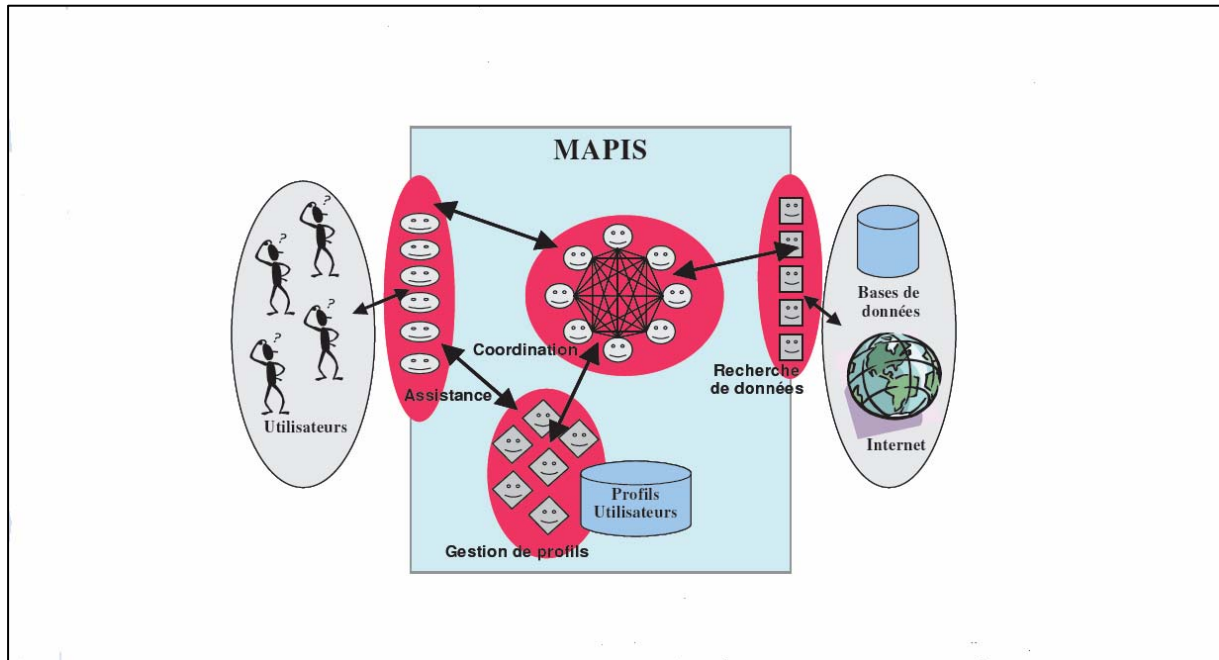 MAPIS
?
?
?
?
Utilisateurs
Coordination
Assistance
Recherche
de données
Bases de
données
Internet
Profils
Utilisateurs
Gestion de profils